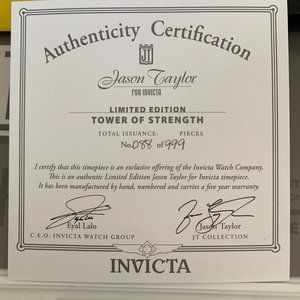 Authenticity Certification
JT
Jason Taylor
FOR INVICTA
LIMITED EDITION
TOWER OF STRENGTH
TOTAL ISSUANCE: PIECES
No. 088 of 999
I certify that this timepiece is an exclusive offering of the Invicta Watch Company.
This is an authentic Limited Edition Jason Taylor for Invicta timepiece.
It has been manufactured by hand, numbered and carries a five year warranty.
Eyal Lalo
C.E.O. INVICTA WATCH GROUP
Jason Taylor
JT COLLECTION
INVICTA